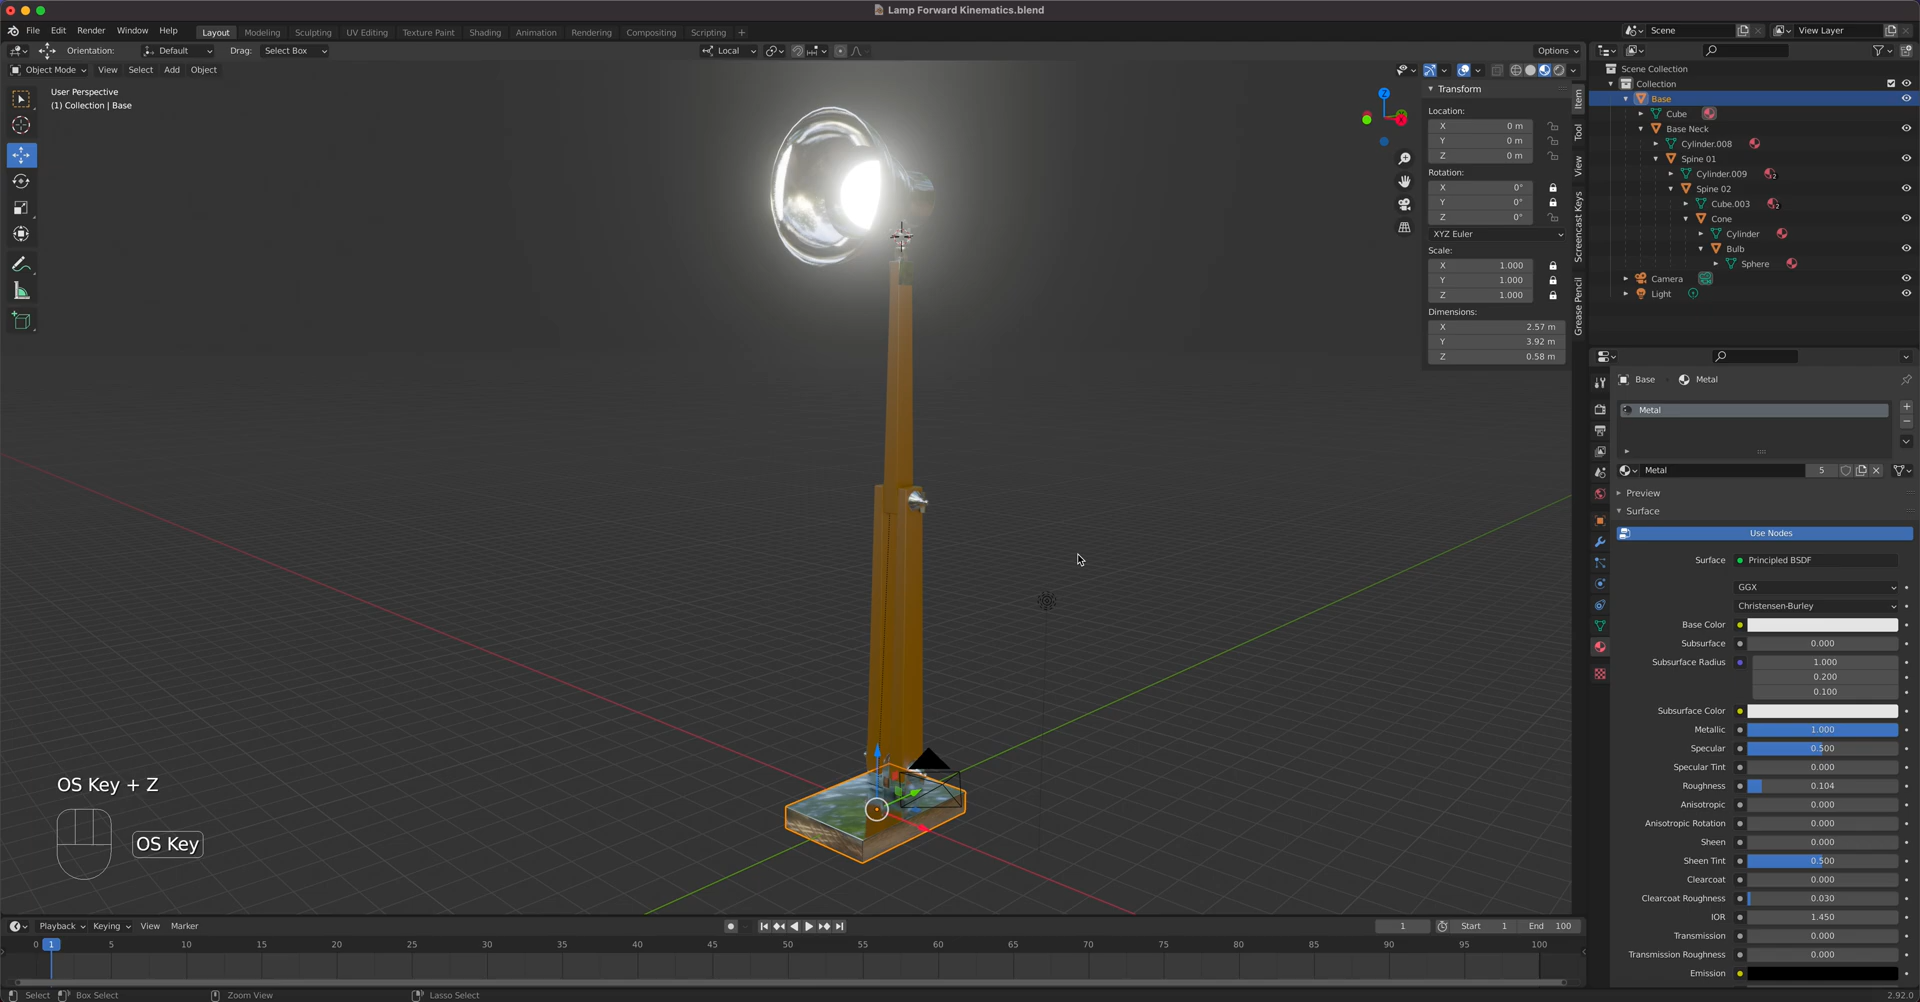 Lamp Forward Kinematics.blend
File Edit Render Window Help Layout Modeling Sculpting UV Editing Texture Paint Shading Animation Rendering Compositing Scripting + Scene View Layer
Orientation: Default Drag: Select Box Local Options
Object Mode View Select Add Object
User Perspective
(1) Collection | Base
Z
Transform
Location:
X 0 m
Y 0 m
Z 0 m
Rotation:
X 0°
Y 0°
Z 0°
XYZ Euler
Scale:
X 1.000
Y 1.000
Z 1.000
Dimensions:
X 2.57 m
Y 3.92 m
Z 0.58 m
Item
Tool
View
Screencast Keys
Grease Pencil
Scene Collection
Collection
Base
Cube
Base Neck
Cylinder.008
Spine 01
Cylinder.009 2
Spine 02
Cube.003 2
Cone
Cylinder
Bulb
Sphere
Camera
Light
Base Metal
Metal
Metal 5
Preview
Surface
Use Nodes
Surface Principled BSDF
GGX
Christensen-Burley
Base Color
Subsurface 0.000
Subsurface Radius 1.000
0.200
0.100
Subsurface Color
Metallic 1.000
Specular 0.500
Specular Tint 0.000
Roughness 0.104
Anisotropic 0.000
Anisotropic Rotation 0.000
Sheen 0.000
Sheen Tint 0.500
Clearcoat 0.000
Clearcoat Roughness 0.030
IOR 1.450
Transmission 0.000
Transmission Roughness 0.000
Emission
OS Key + Z
OS Key
Playback Keying View Marker 1 Start 1 End 100
0 1 5 10 15 20 25 30 35 40 45 50 55 60 65 70 75 80 85 90 95 100
Select Box Select Zoom View Lasso Select 2.92.0